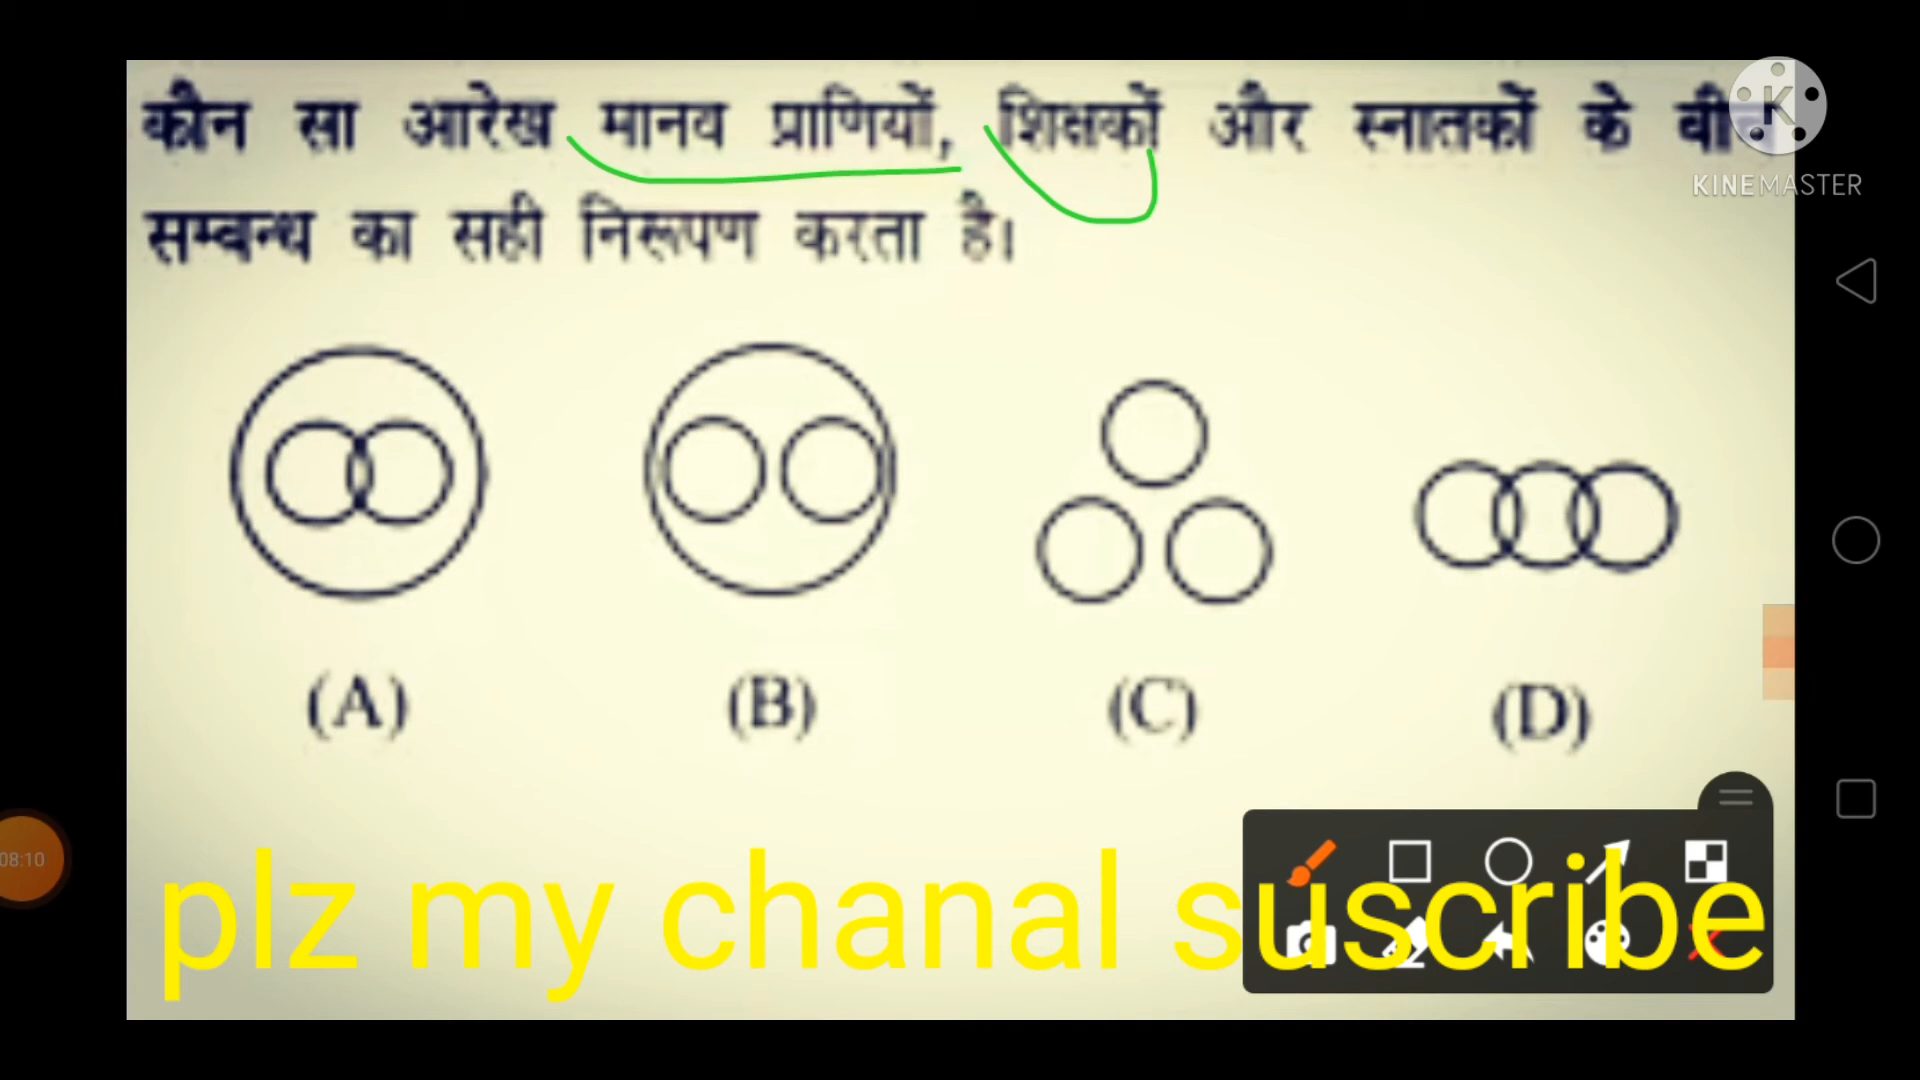 कौन सा आरेख मानव प्राणियों, शिक्षकों और स्नातकों के
सम्बन्ध का सही निरूपण करता है।
KINEMASTER
(A) (B) (C) (D)
08:10
plz my chanal suscribe